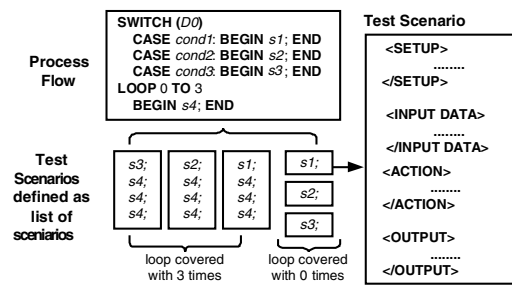 Process
Flow
SWITCH (D0)
CASE cond1: BEGIN s1; END
CASE cond2: BEGIN s2; END
CASE cond3: BEGIN s3; END
LOOP 0 TO 3
BEGIN s4; END
Test
Scenarios
defined as
list of
sceniarios
s3;
s4;
s4;
s4;
s2;
s4;
s4;
s4;
s1;
s4;
s4;
s4;
s1;
s2;
s3;
loop covered
with 3 times
loop covered
with 0 times
Test Scenario
<SETUP>
........
</SETUP>
<INPUT DATA>
........
</INPUT DATA>
<ACTION>
........
</ACTION>
<OUTPUT>
........
</OUTPUT>